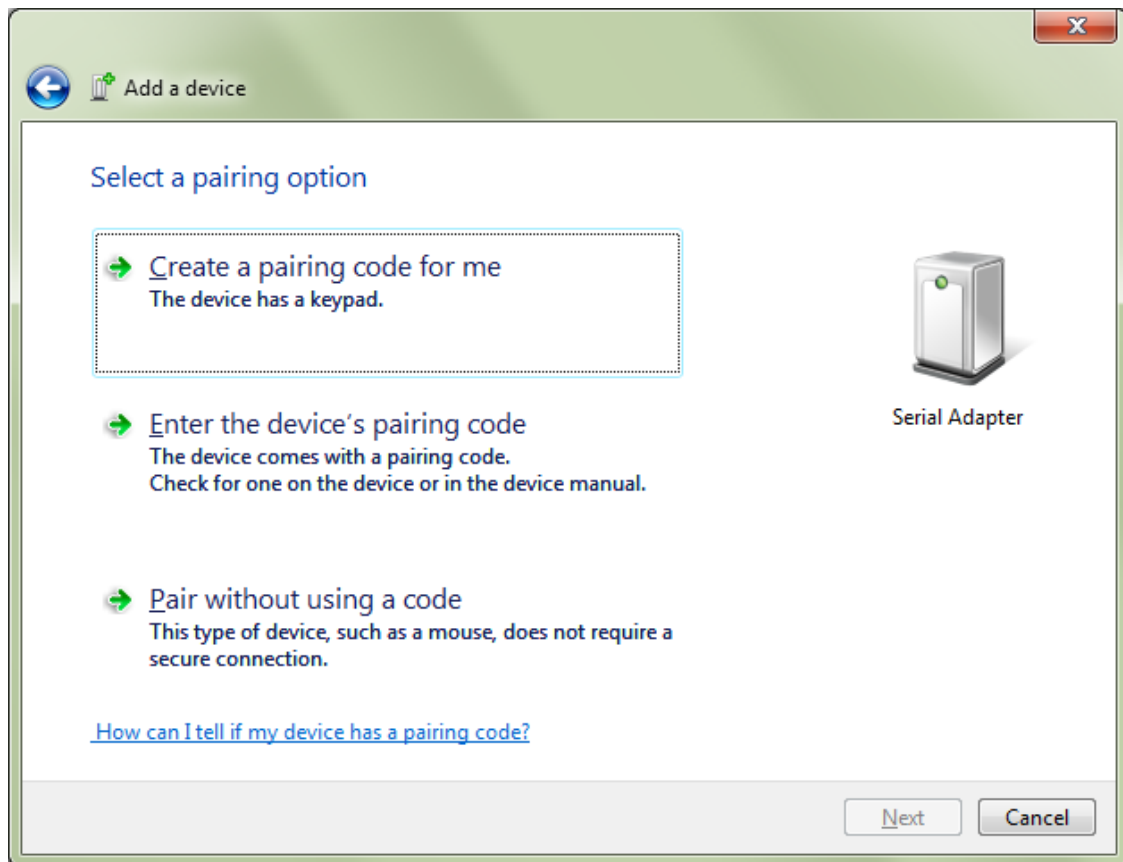 Add a device
Select a pairing option
Create a pairing code for me
The device has a keypad.
Serial Adapter
Enter the device's pairing code
The device comes with a pairing code.
Check for one on the device or in the device manual.
Pair without using a code
This type of device, such as a mouse, does not require a
secure connection.
How can I tell if my device has a pairing code?
Next
Cancel